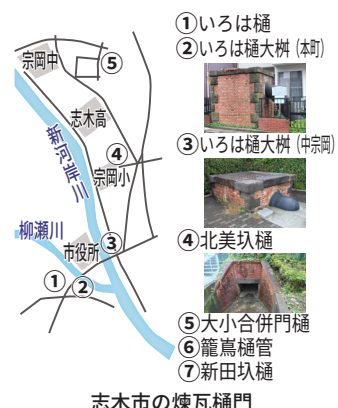 ①いろは樋
②いろは樋大桝（本町）
③いろは樋大桝（中宗岡）
④北美圦樋
⑤大小合併門樋
⑥籠嶌樋管
⑦新田圦樋
宗岡中
⑤
志木高
④
宗岡小
新河岸川
柳瀬川
市役所
③
①
②
志木市の煉瓦樋門